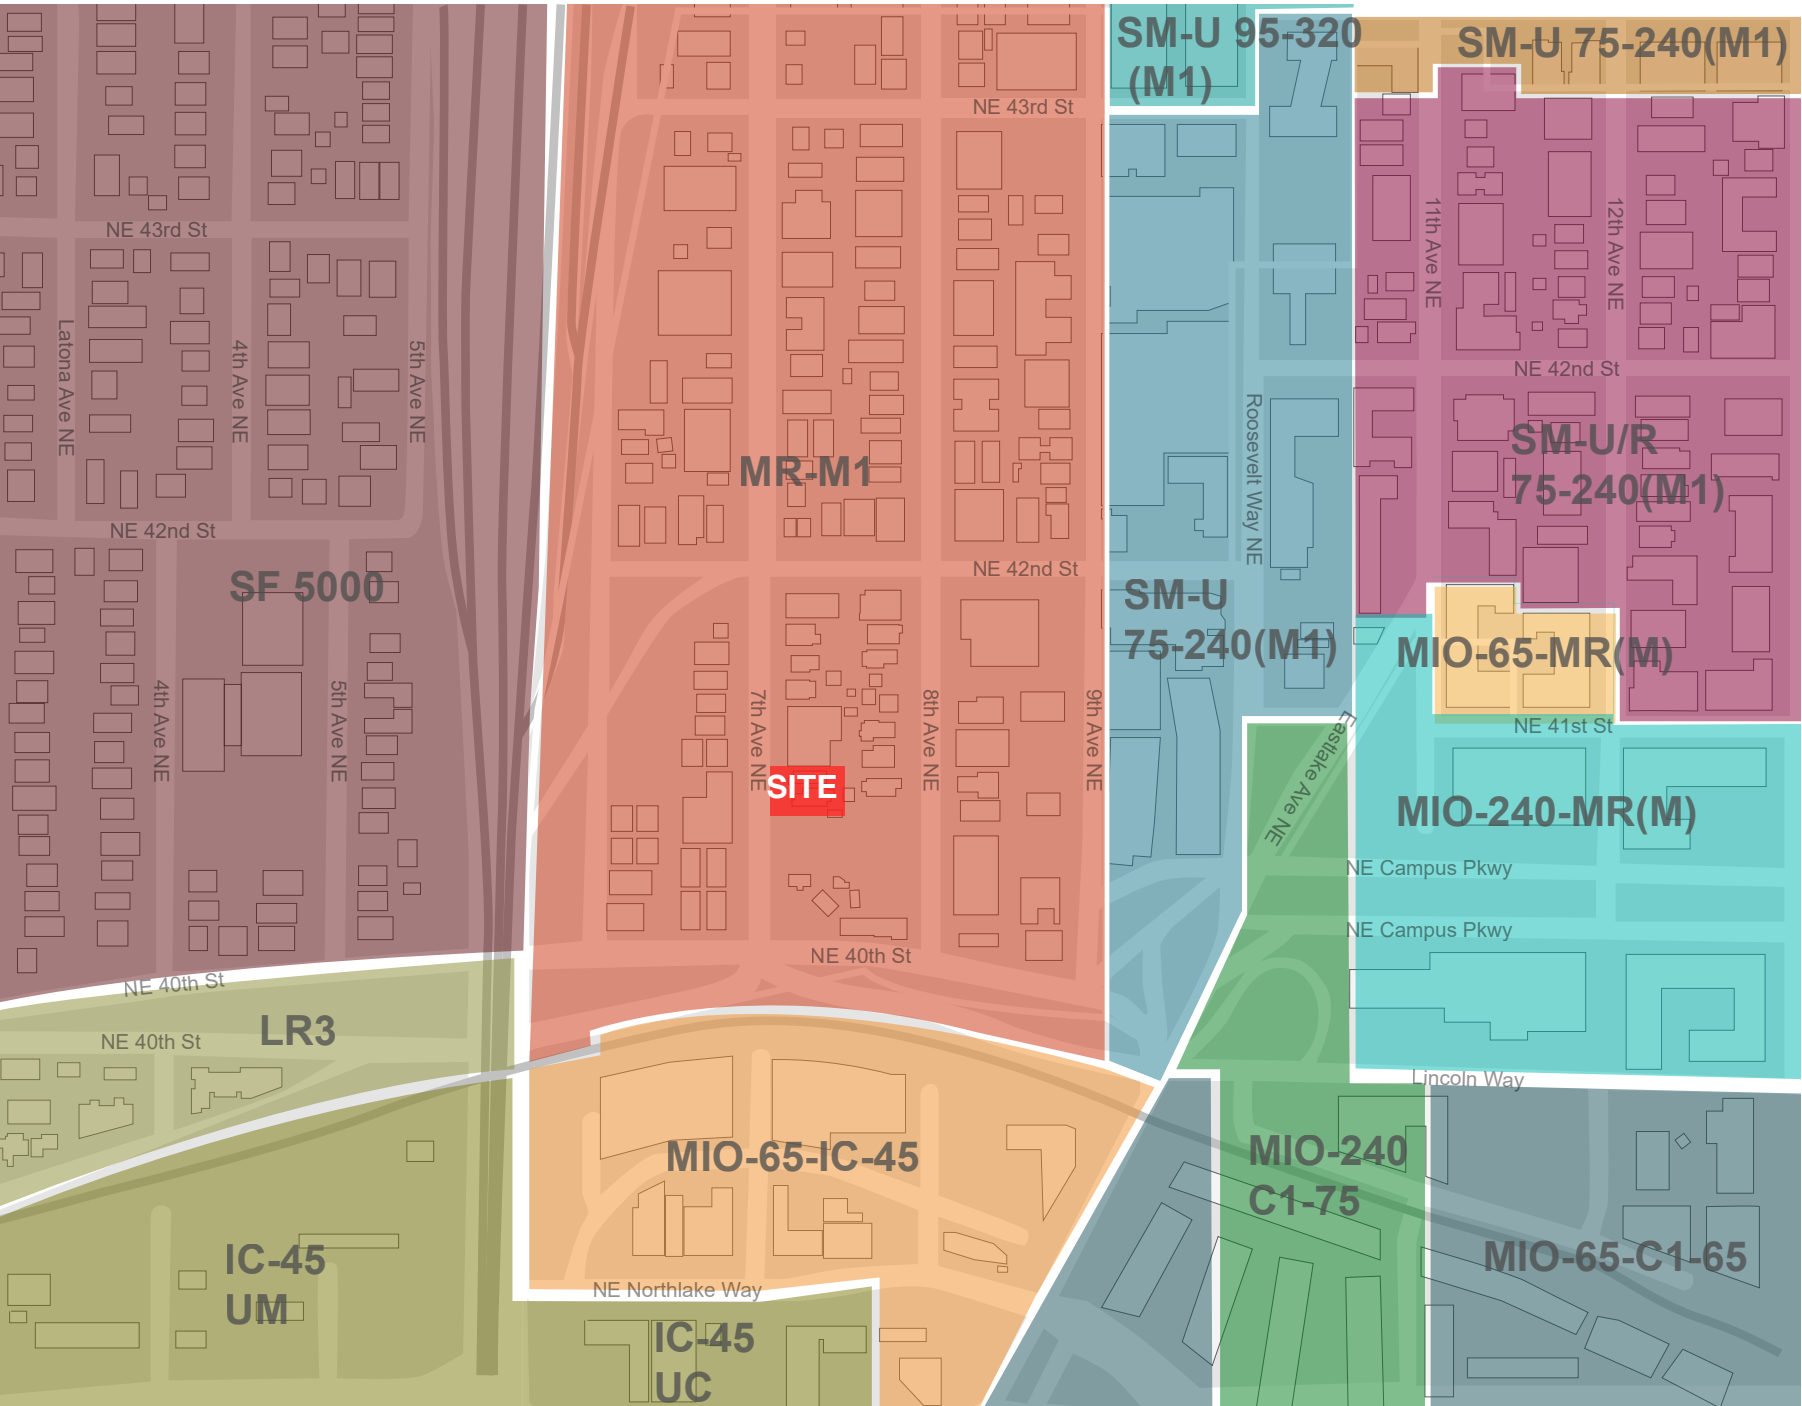 SM-U 95-320
(M1)
SM-U 75-240(M1)
NE 43rd St
NE 43rd St
11th Ave NE
12th Ave NE
Latona Ave NE
4th Ave NE
5th Ave NE
NE 42nd St
Roosevelt Way NE
MR-M1
SM-U/R
75-240(M1)
NE 42nd St
SF 5000
NE 42nd St
SM-U
75-240(M1)
MIO-65-MR(M)
4th Ave NE
5th Ave NE
7th Ave NE
8th Ave NE
9th Ave NE
Eastlake Ave NE
NE 41st St
SITE
MIO-240-MR(M)
NE Campus Pkwy
NE Campus Pkwy
NE 40th St
NE 40th St
LR3
NE 40th St
Lincoln Way
MIO-65-IC-45
MIO-240
C1-75
MIO-65-C1-65
IC-45
UM
NE Northlake Way
IC-45
UC